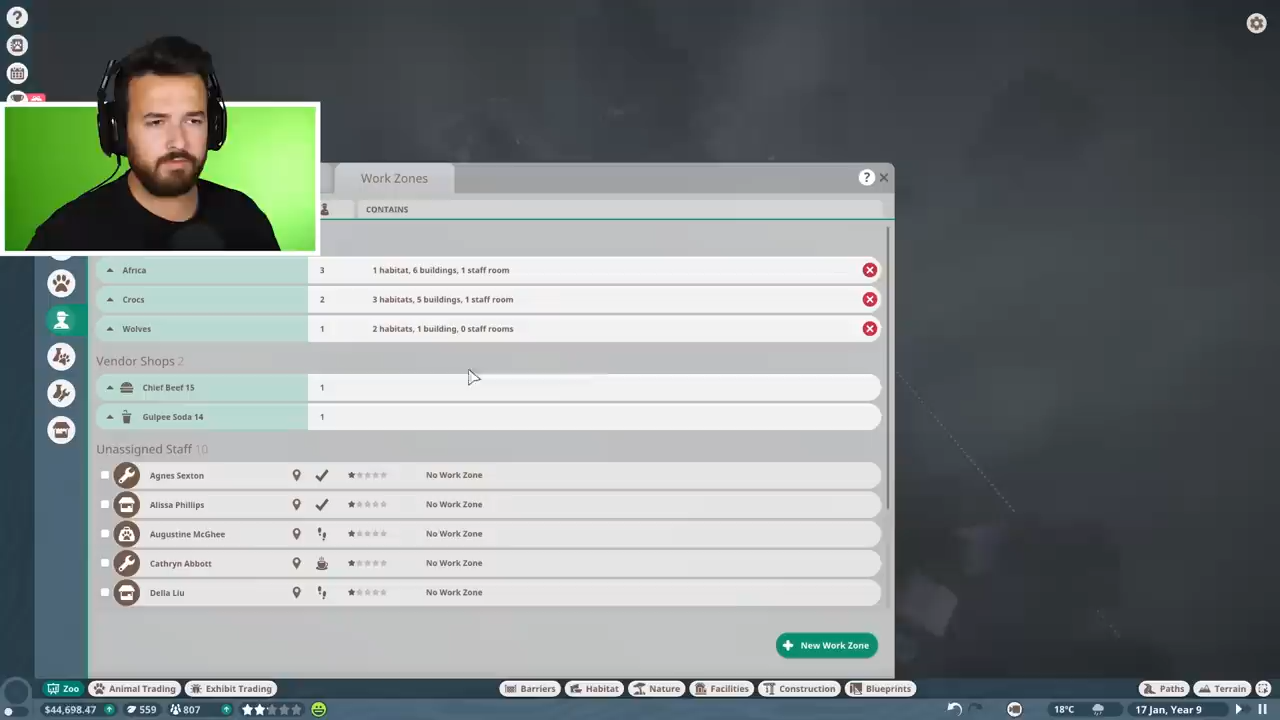 Work Zones
CONTAINS
Africa 3 1 habitat, 6 buildings, 1 staff room
Crocs 2 3 habitats, 5 buildings, 1 staff room
Wolves 1 2 habitats, 1 building, 0 staff rooms
Vendor Shops 2
Chief Beef 15 1
Gulpee Soda 14 1
Unassigned Staff 10
Agnes Sexton No Work Zone
Alissa Phillips No Work Zone
Augustine McGhee No Work Zone
Cathryn Abbott No Work Zone
Della Liu No Work Zone
New Work Zone
Zoo Animal Trading Exhibit Trading Barriers Habitat Nature Facilities Construction Blueprints Paths Terrain
$44,698.47 559 807 18°C 17 Jan, Year 9